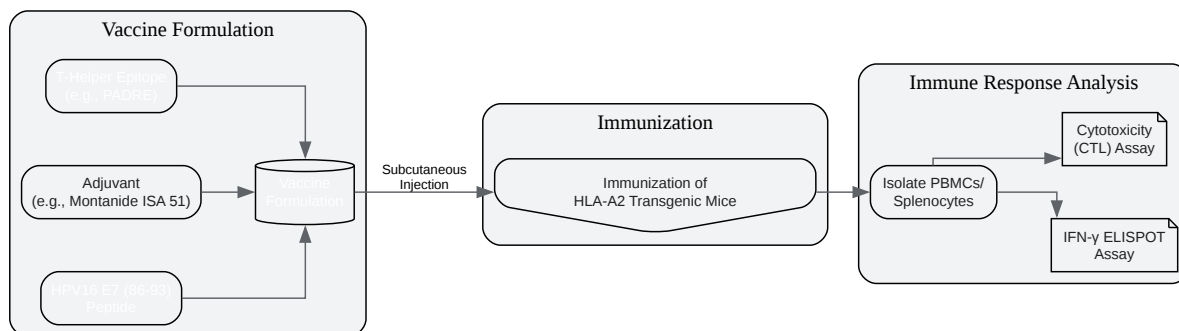 Vaccine Formulation
T-Helper Epitope
(e.g., PADRE)
Adjuvant
(e.g., Montanide ISA 51)
HPV16 E7 (86-93)
Peptide
Vaccine
Formulation
Subcutaneous
Injection
Immunization
Immunization of
HLA-A2 Transgenic Mice
Immune Response Analysis
Isolate PBMCs/
Splenocytes
Cytotoxicity
(CTL) Assay
IFN-γ ELISPOT
Assay